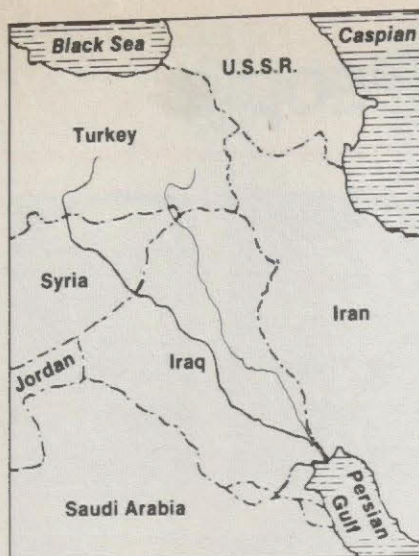 Black Sea
Caspian
U.S.S.R.
Turkey
Syria
Iran
Jordan
Iraq
Persian
Gulf
Saudi Arabia